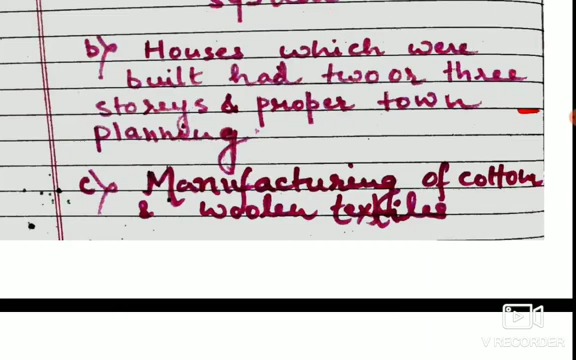 b) Houses which were
built had two or three
storeys & proper town
planning
c) Manufacturing of cotton
& woolen textiles
V RECORDER